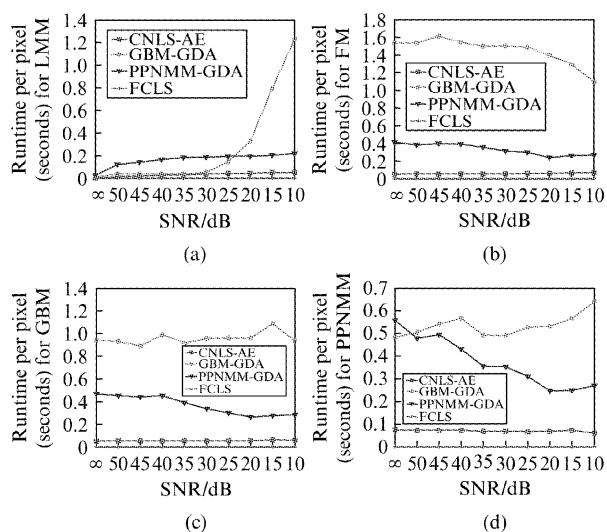 Runtime per pixel
(seconds) for LMM
1.4
1.2
1.0
0.8
0.6
0.4
0.2
0
CNLS-AE
GBM-GDA
PPNMM-GDA
FCLS
∞ 50 45 40 35 30 25 20 15 10
SNR/dB
(a)
Runtime per pixel
(seconds) for FM
1.8
1.6
1.4
1.2
1.0
0.8
0.6
0.4
0.2
0
CNLS-AE
GBM-GDA
PPNMM-GDA
FCLS
∞ 50 45 40 35 30 25 20 15 10
SNR/dB
(b)
Runtime per pixel
(seconds) for GBM
1.4
1.2
1.0
0.8
0.6
0.4
0.2
0
CNLS-AE
GBM-GDA
PPNMM-GDA
FCLS
∞ 50 45 40 35 30 25 20 15 10
SNR/dB
(c)
Runtime per pixel
(seconds) for PPNMM
0.7
0.6
0.5
0.4
0.3
0.2
0.1
0
CNLS-AE
GBM-GDA
PPNMM-GDA
FCLS
∞ 50 45 40 35 30 25 20 15 10
SNR/dB
(d)